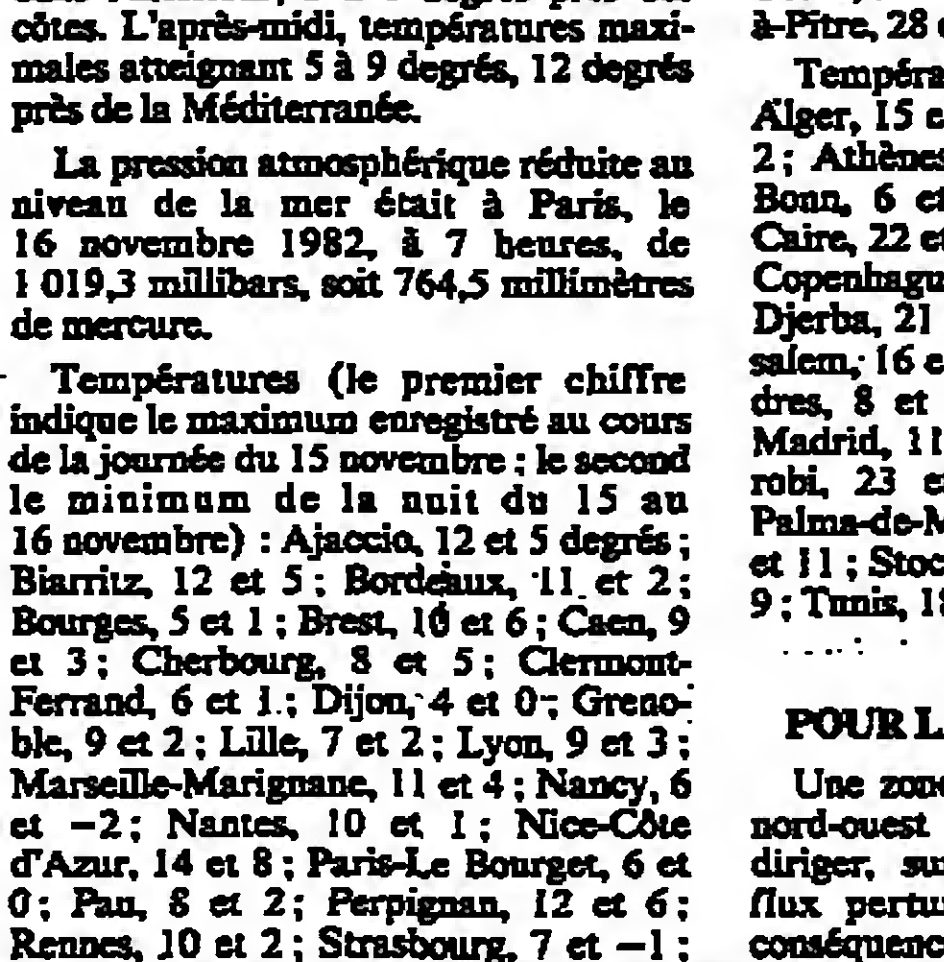 côtes. L'après-midi, températures maxi-
males atteignant 5 à 9 degrés, 12 degrés
près de la Méditerranée.
La pression atmosphérique réduite au
niveau de la mer était à Paris, le
16 novembre 1982, à 7 heures, de
1 019,3 millibars, soit 764,5 millimètres
de mercure.
Températures (le premier chiffre
indique le maximum enregistré au cours
de la journée du 15 novembre ; le second
le minimum de la nuit du 15 au
16 novembre) : Ajaccio, 12 et 5 degrés ;
Biarritz, 12 et 5 ; Bordeaux, 11 et 2 ;
Bourges, 5 et 1 ; Brest, 10 et 6 ; Caen, 9
et 3 ; Cherbourg, 8 et 5 ; Clermont-
Ferrand, 6 et 1 ; Dijon, 4 et 0 ; Greno-
ble, 9 et 2 ; Lille, 7 et 2 ; Lyon, 9 et 3 ;
Marseille-Marignane, 11 et 4 ; Nancy, 6
et −2 ; Nantes, 10 et 1 ; Nice-Côte
d'Azur, 14 et 8 ; Paris-Le Bourget, 6 et
0 ; Pau, 8 et 2 ; Perpignan, 12 et 6 ;
Rennes, 10 et 2 ; Strasbourg, 7 et −1 ;
à-Pitre, 28
Tempéra
Alger, 15 e
2 ; Athènes
Bonn, 6 et
Caire, 22 et
Copenhagu
Djerba, 21
salem, 16 e
dres, 8 et
Madrid, 11
robi, 23 et
Palma-de-M
et 11 ; Stoc
9 ; Tunis, 18
POUR L
Une zone
nord-ouest
diriger, sur
flux pertur
conséquenc